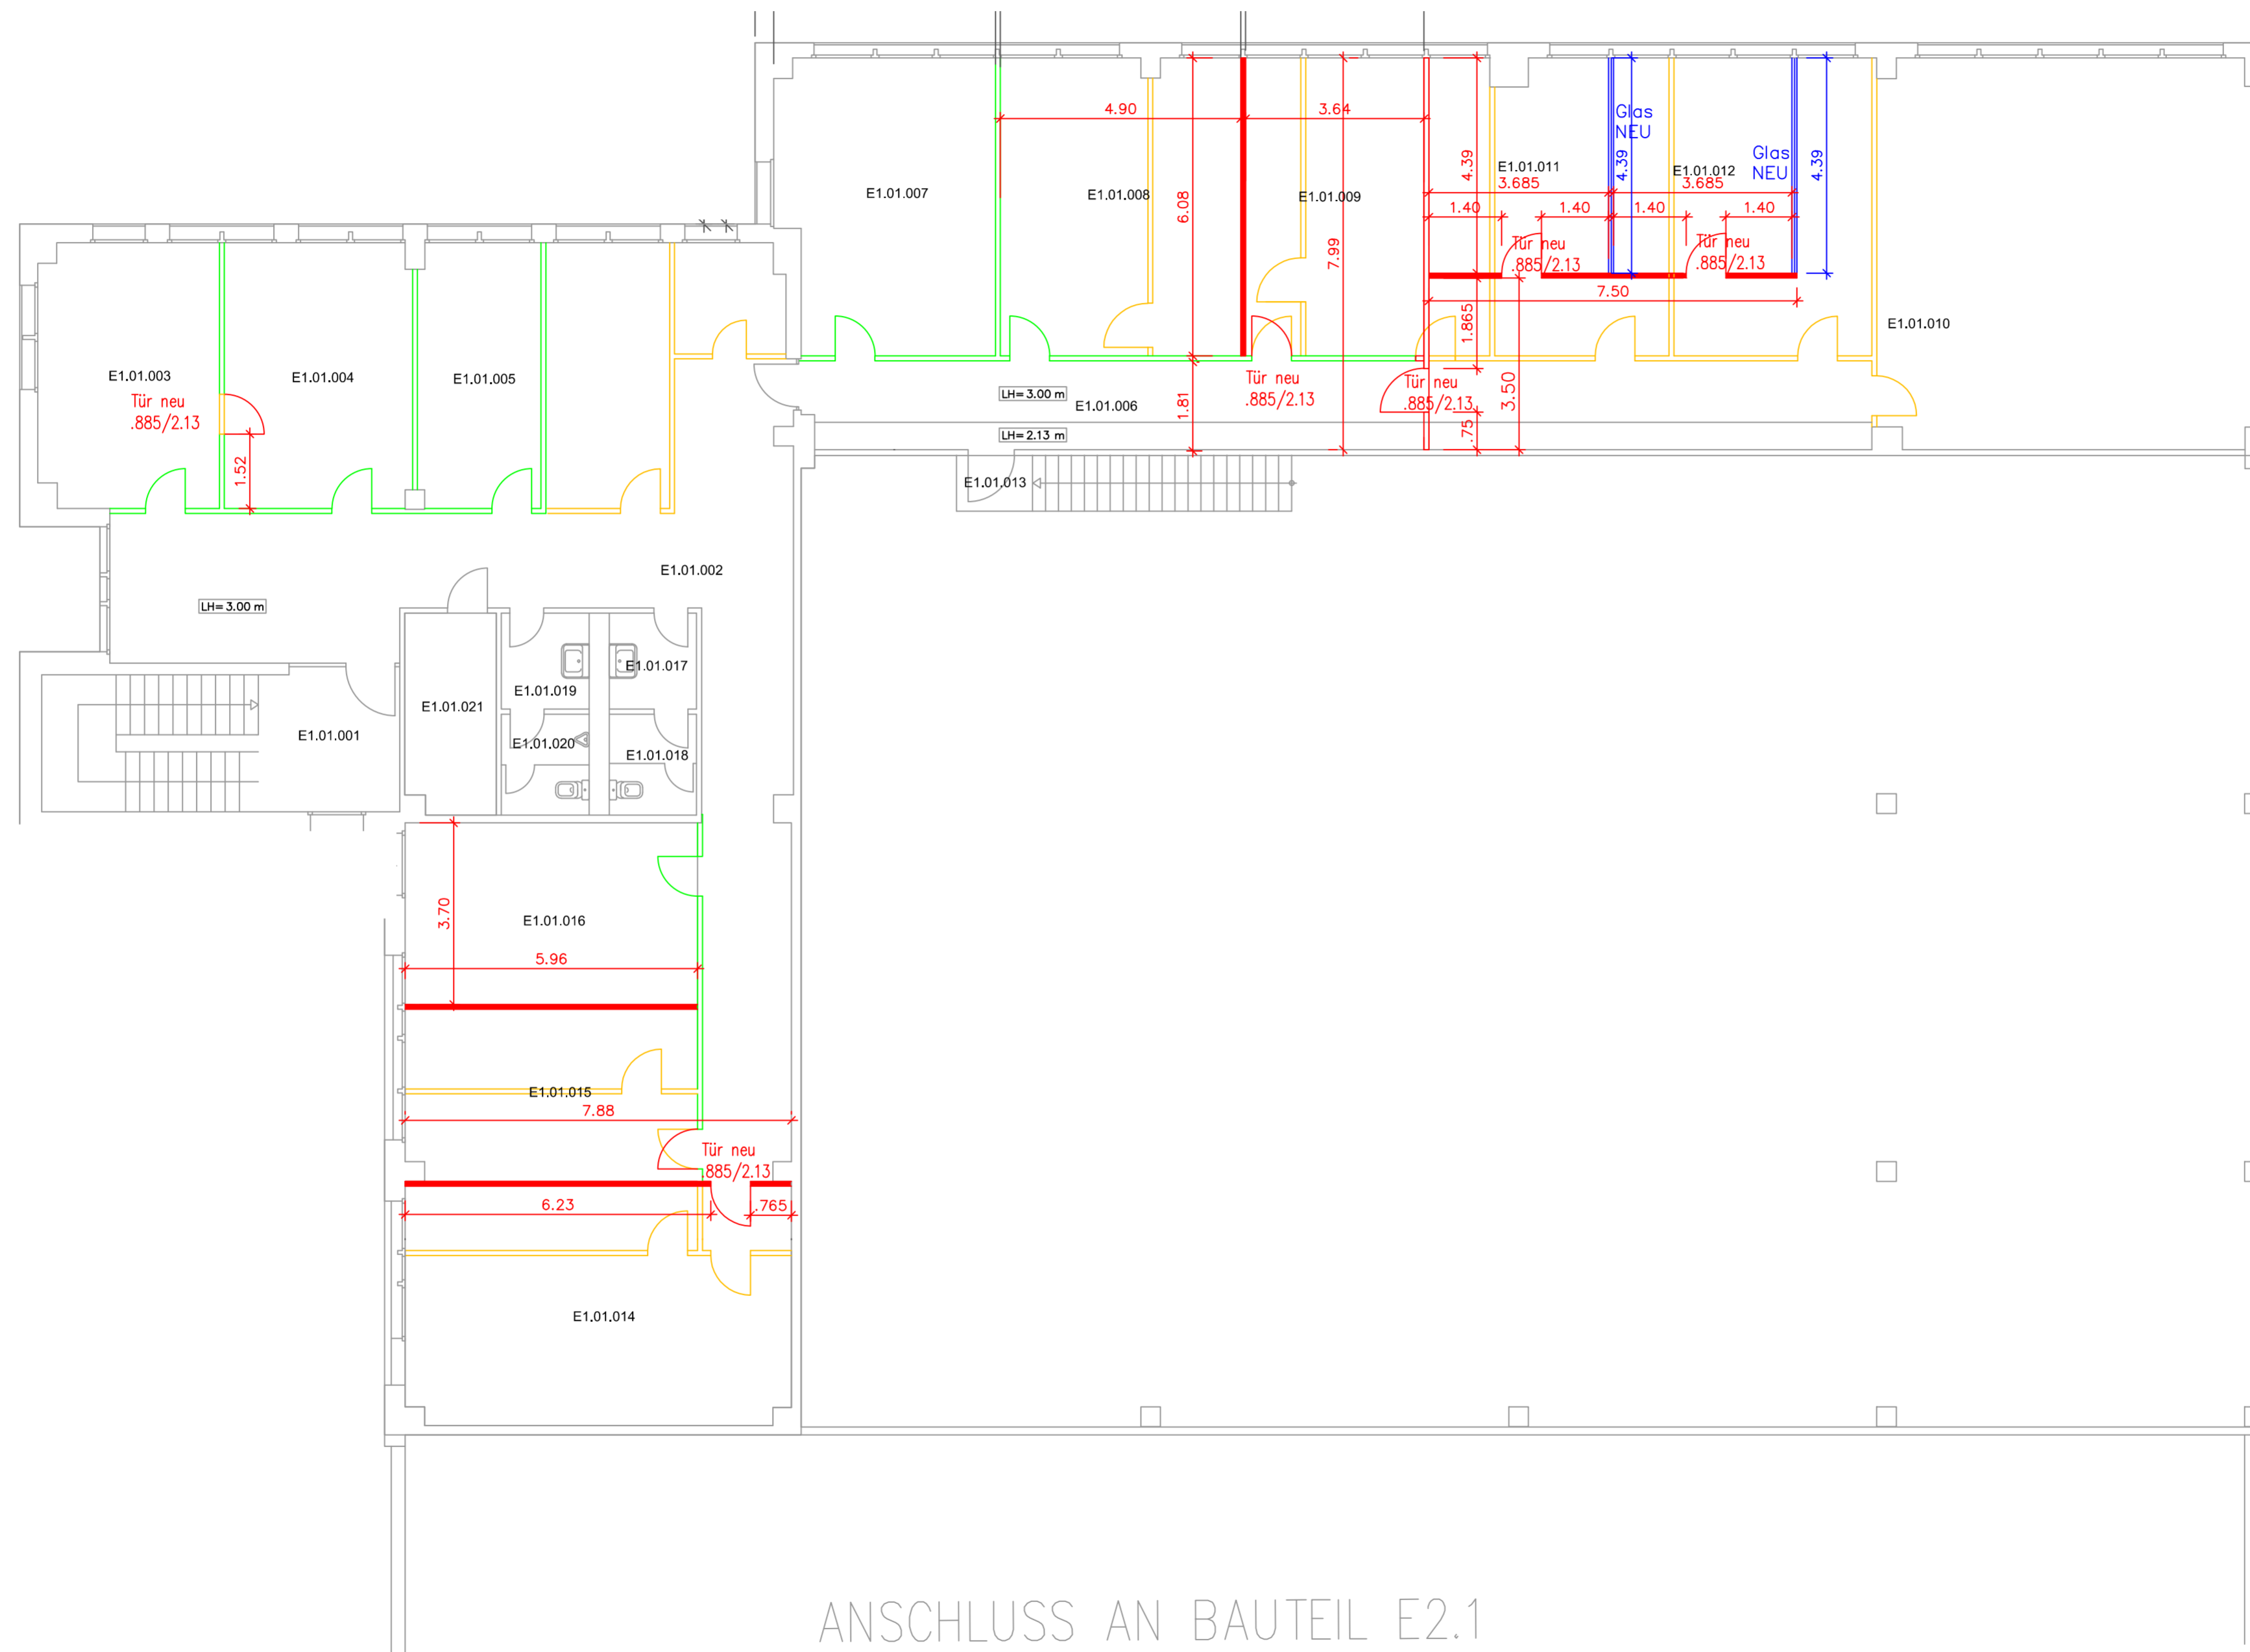 4.90
3.64
Glas
NEU
4.39
4.39
Glas
NEU
4.39
E1.01.007
E1.01.008
E1.01.009
E1.01.011
E1.01.012
3.685
3.685
6.08
1.40
1.40
1.40
1.40
7.99
Tür neu
.885/2.13
Tür neu
.885/2.13
7.50
1.865
E1.01.010
E1.01.003
E1.01.004
E1.01.005
Tür neu
.885/2.13
LH= 3.00 m
E1.01.006
1.81
Tür neu
.885/2.13
Tür neu
.885/2.13
3.50
.75
LH= 2.13 m
1.52
E1.01.013
E1.01.002
LH= 3.00 m
E1.01.017
E1.01.019
E1.01.021
E1.01.001
E1.01.020
E1.01.018
3.70
E1.01.016
5.96
E1.01.015
7.88
Tür neu
.885/2.13
6.23
.765
E1.01.014
ANSCHLUSS AN BAUTEIL E2.1